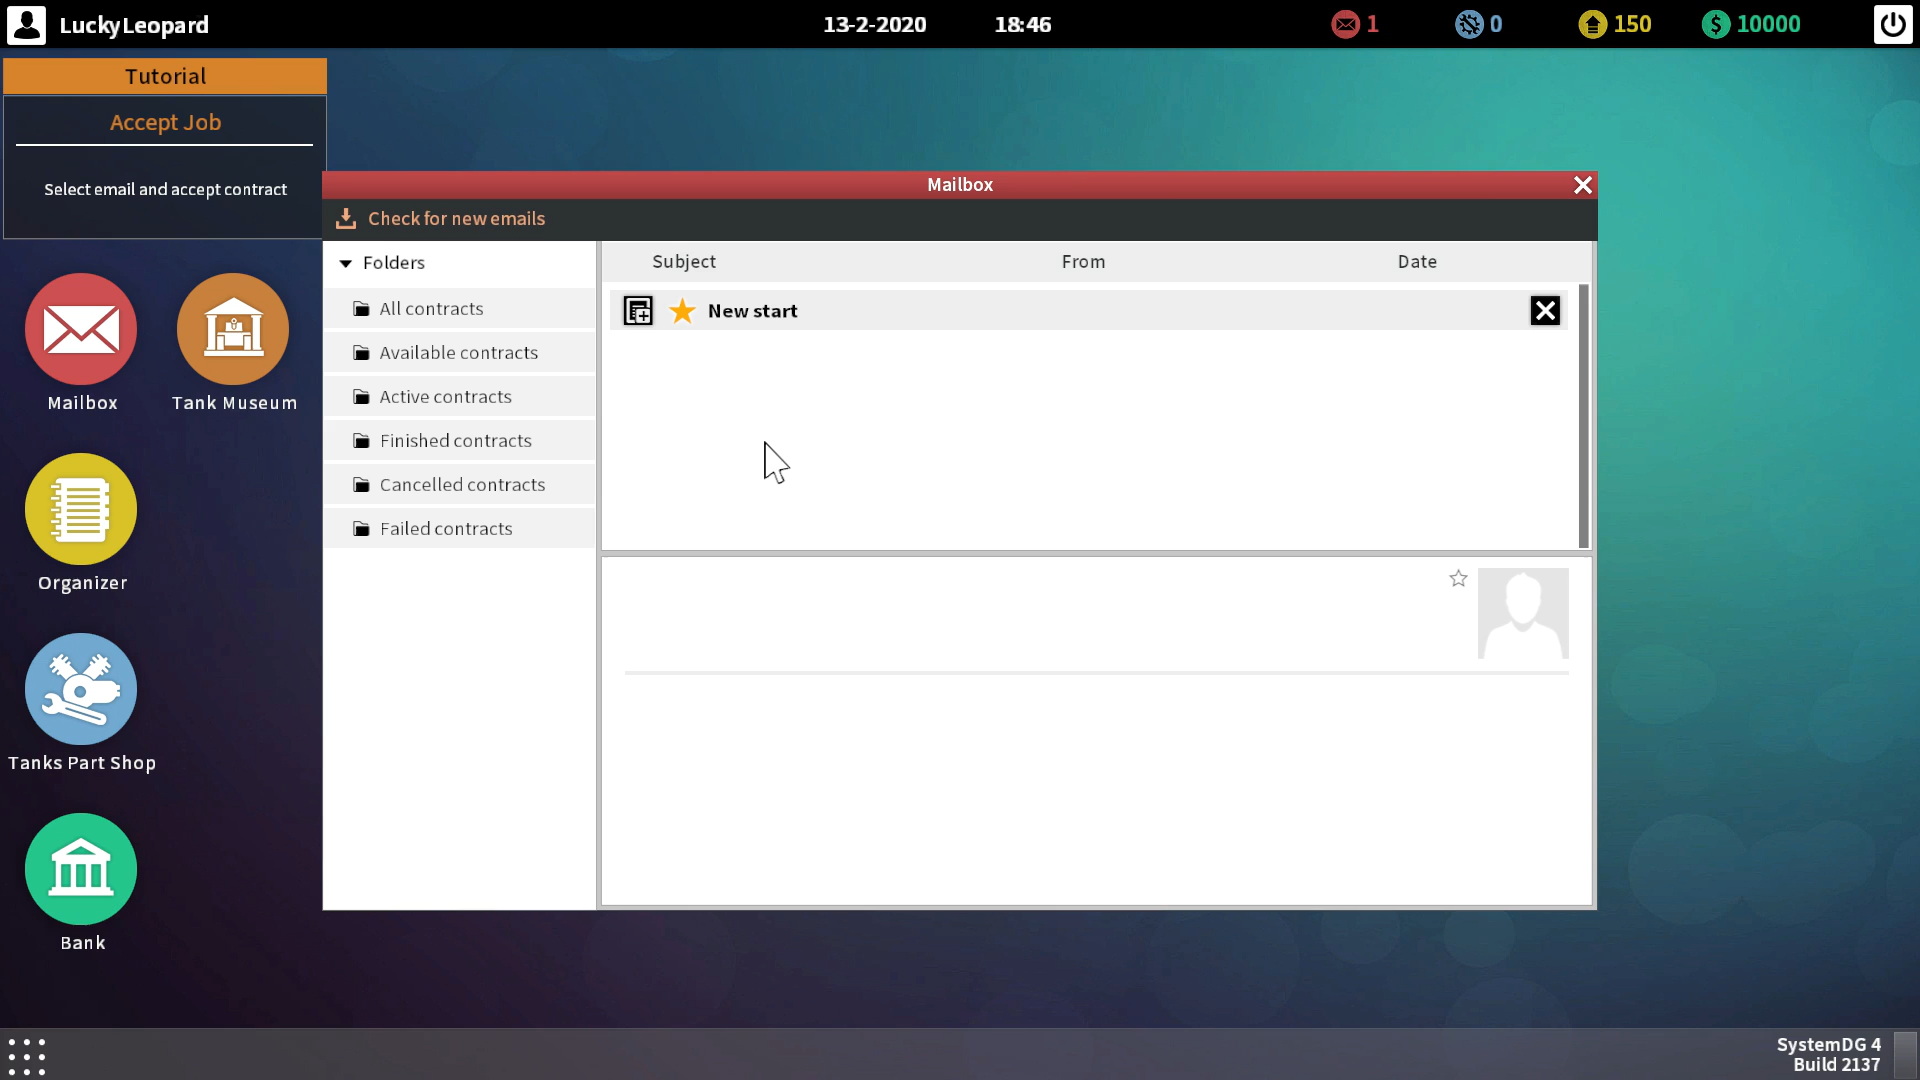 LuckyLeopard
13-2-2020
18:46
1
0
150
10000
Tutorial
Accept Job
Select email and accept contract
Mailbox
Tank Museum
Organizer
Tanks Part Shop
Bank
Mailbox
Check for new emails
Folders
All contracts
Available contracts
Active contracts
Finished contracts
Cancelled contracts
Failed contracts
Subject From Date
New start
SystemDG 4
Build 2137